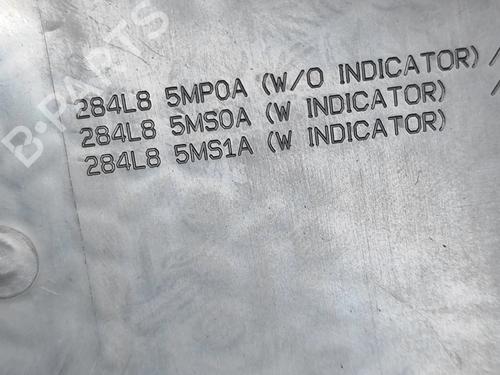 B-PARTS
284L8 5MP0A (W/O INDICATOR) /
284L8 5MS0A (W INDICATOR) /
284L8 5MS1A (W INDICATOR)